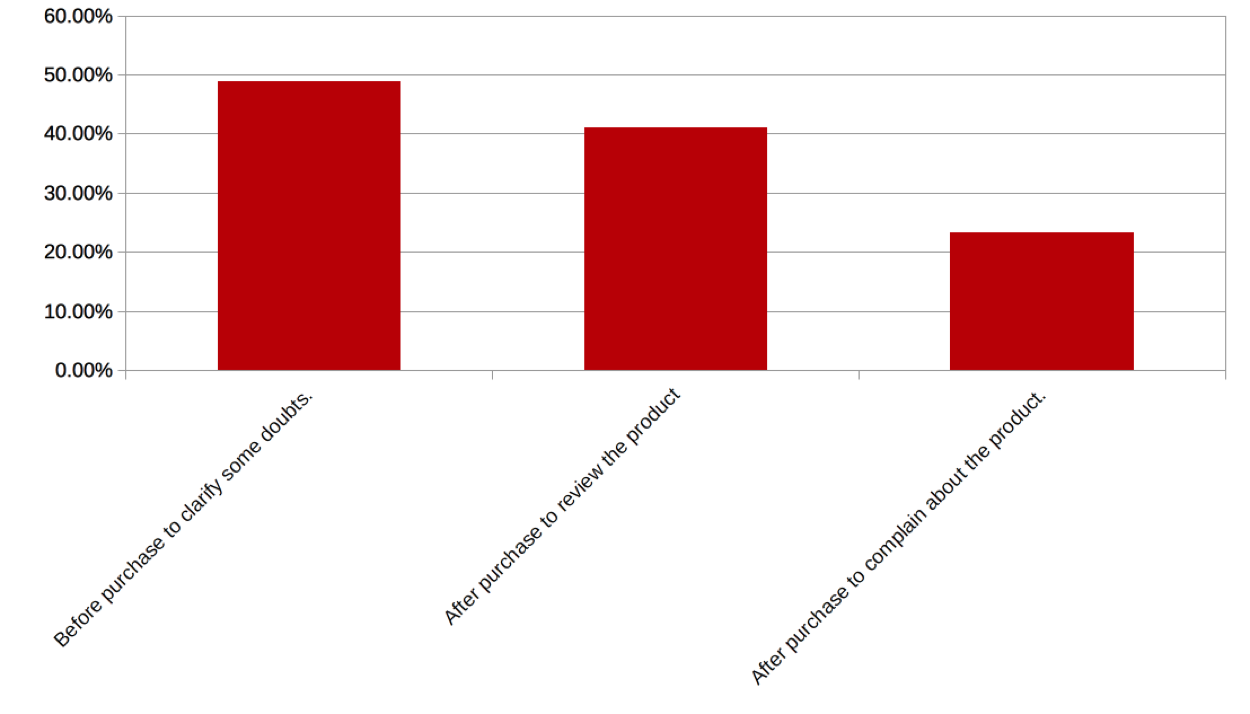 60.00%
50.00%
40.00%
30.00%
20.00%
10.00%
0.00%
Before purchase to clarify some doubts.
After purchase to review the product
After purchase to complain about the product.